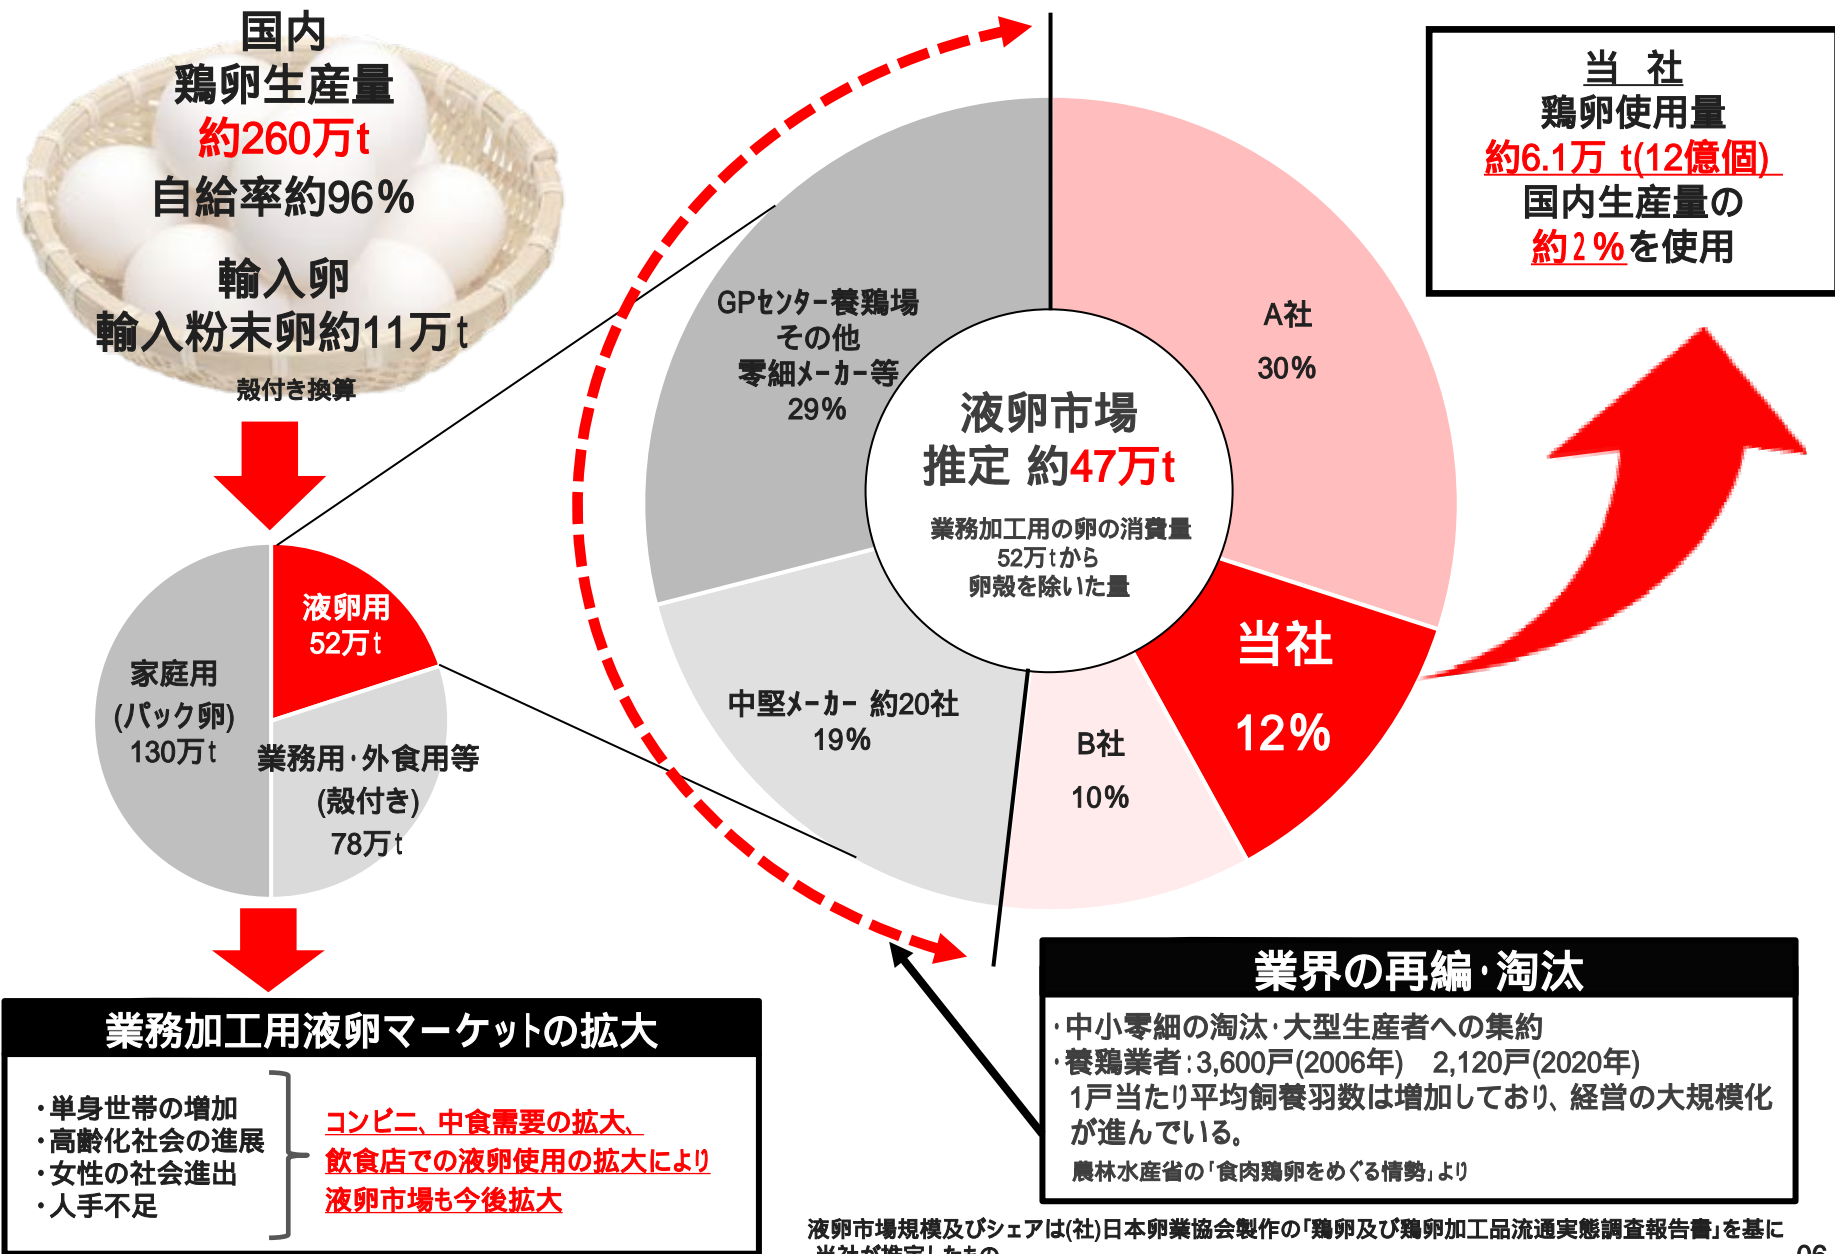 国内
鶏卵生産量
約260万t
自給率約96%
輸入卵
輸入粉末卵約11万t
殻付き換算
液卵用
52万t
家庭用
(パック卵)
130万t
業務用･外食用等
(殻付き)
78万t
業務加工用液卵マーケットの拡大
･単身世帯の増加
･高齢化社会の進展
･女性の社会進出
･人手不足
コンビニ、中食需要の拡大、
飲食店での液卵使用の拡大により
液卵市場も今後拡大
GPｾﾝﾀｰ養鶏場
その他
零細ﾒｰｶｰ等
29%
A社
30%
液卵市場
推定 約47万t
業務加工用の卵の消費量
52万tから
卵殻を除いた量
当社
12%
B社
10%
中堅ﾒｰｶｰ 約20社
19%
当 社
鶏卵使用量
約6.1万 t(12億個)
国内生産量の
約2%を使用
業界の再編･淘汰
･中小零細の淘汰･大型生産者への集約
･養鶏業者:3,600戸(2006年) 2,120戸(2020年)
1戸当たり平均飼養羽数は増加しており、経営の大規模化
が進んでいる。
農林水産省の｢食肉鶏卵をめぐる情勢｣より
液卵市場規模及びシェアは(社)日本卵業協会製作の｢鶏卵及び鶏卵加工品流通実態調査報告書｣を基に
当社が推定したもの
06